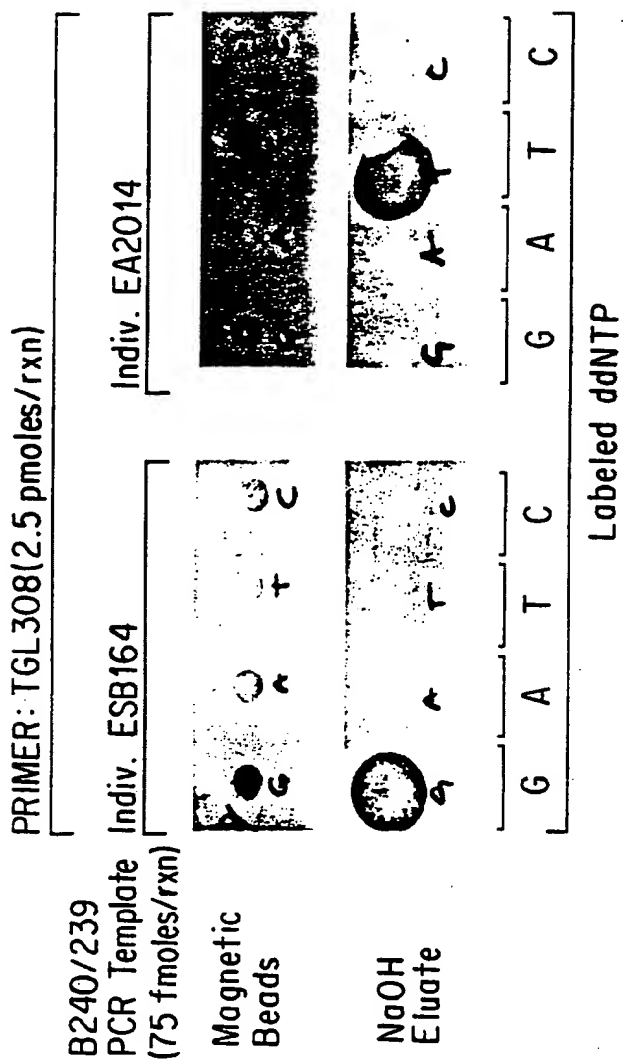 PRIMER: TGL308(2.5 pmoles/rxn)
B240/239
PCR Template
(75 fmoles/rxn)
Indiv. ESB164
Indiv. EA2014
Magnetic
Beads
G A T C
NaOH
Eluate
G A T C
G A T C
G A T C
G A T C
Labeled ddNTP